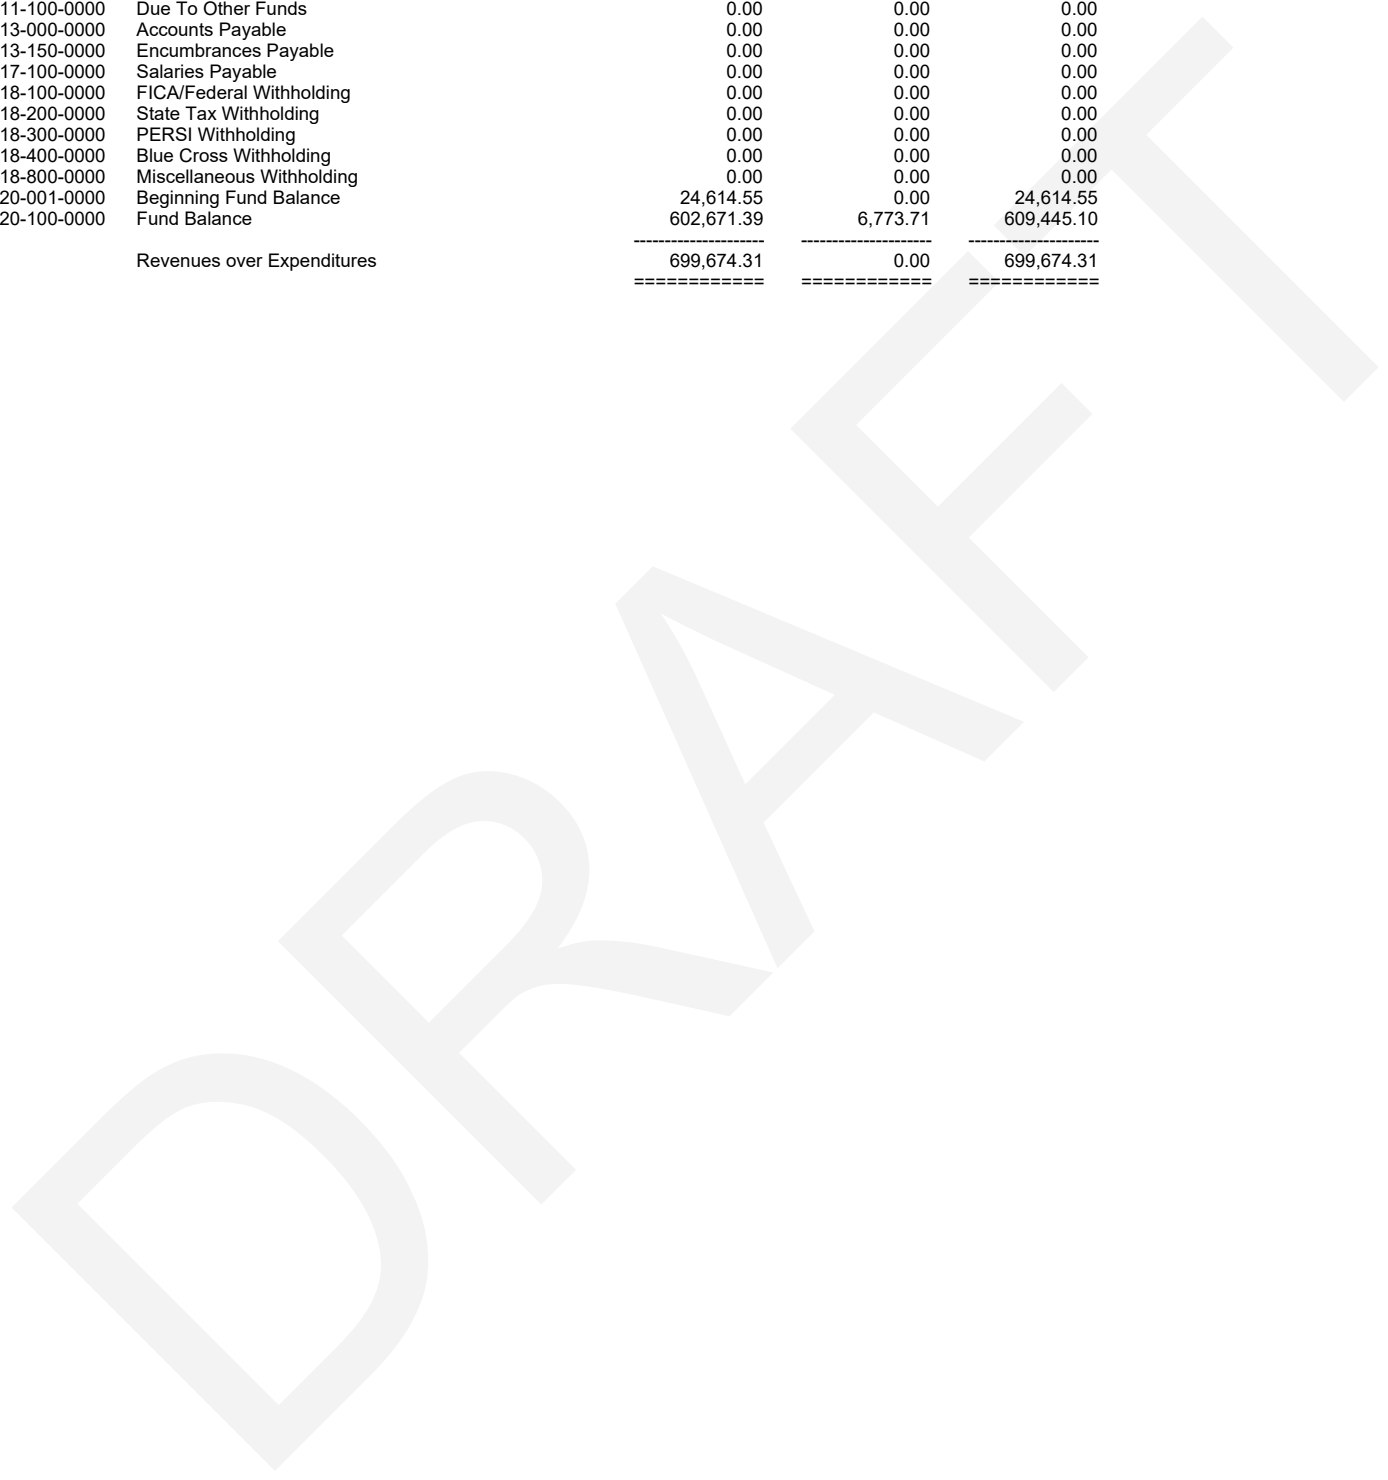 11-100-0000 Due To Other Funds 0.00 0.00 0.00
13-000-0000 Accounts Payable 0.00 0.00 0.00
13-150-0000 Encumbrances Payable 0.00 0.00 0.00
17-100-0000 Salaries Payable 0.00 0.00 0.00
18-100-0000 FICA/Federal Withholding 0.00 0.00 0.00
18-200-0000 State Tax Withholding 0.00 0.00 0.00
18-300-0000 PERSI Withholding 0.00 0.00 0.00
18-400-0000 Blue Cross Withholding 0.00 0.00 0.00
18-800-0000 Miscellaneous Withholding 0.00 0.00 0.00
20-001-0000 Beginning Fund Balance 24,614.55 0.00 24,614.55
20-100-0000 Fund Balance 602,671.39 6,773.71 609,445.10
--------------------- --------------------- ---------------------
Revenues over Expenditures 699,674.31 0.00 699,674.31
============ ============ ============
DRAFT